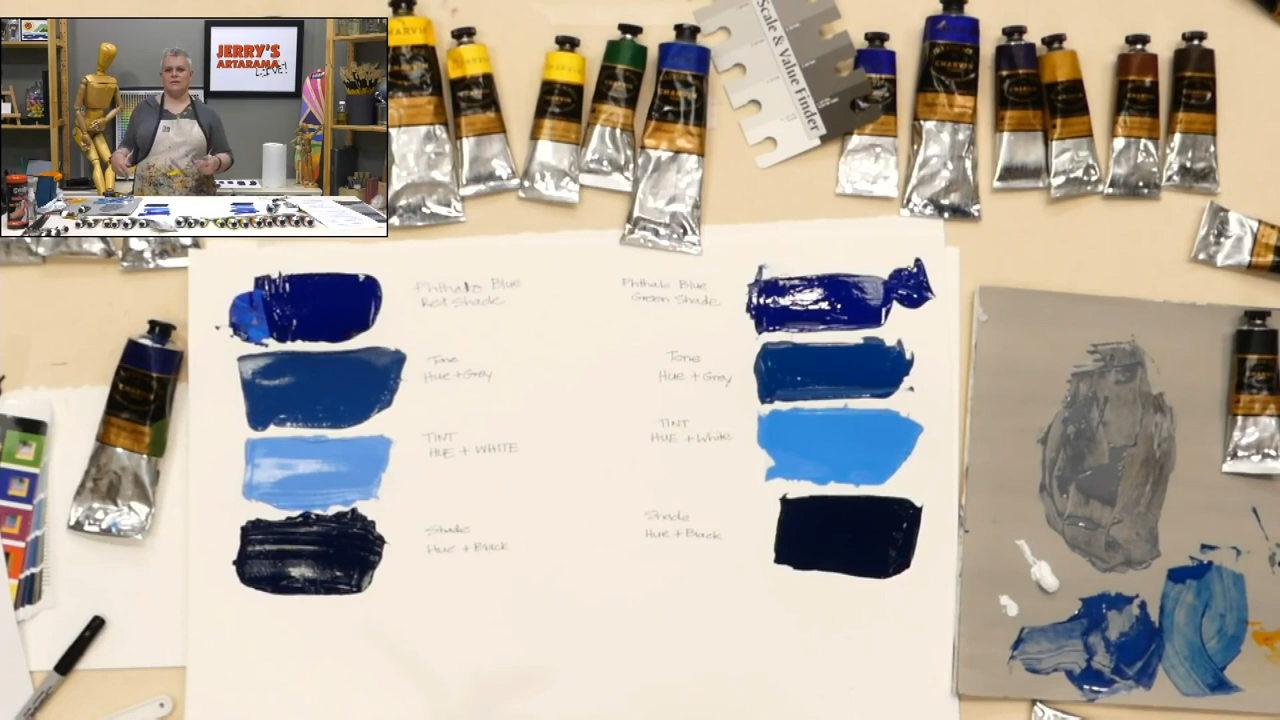 JERRY'S
ARTARAMA
LIVE!
Scale & Value Finder
CHARVIN
Phthalo Blue
Red Shade
Tone
Hue + Grey
TINT
HUE + WHITE
Shade
Hue + Black
Phthalo Blue
Green Shade
Tone
Hue + Grey
TINT
HUE + White
Shade
Hue + Black